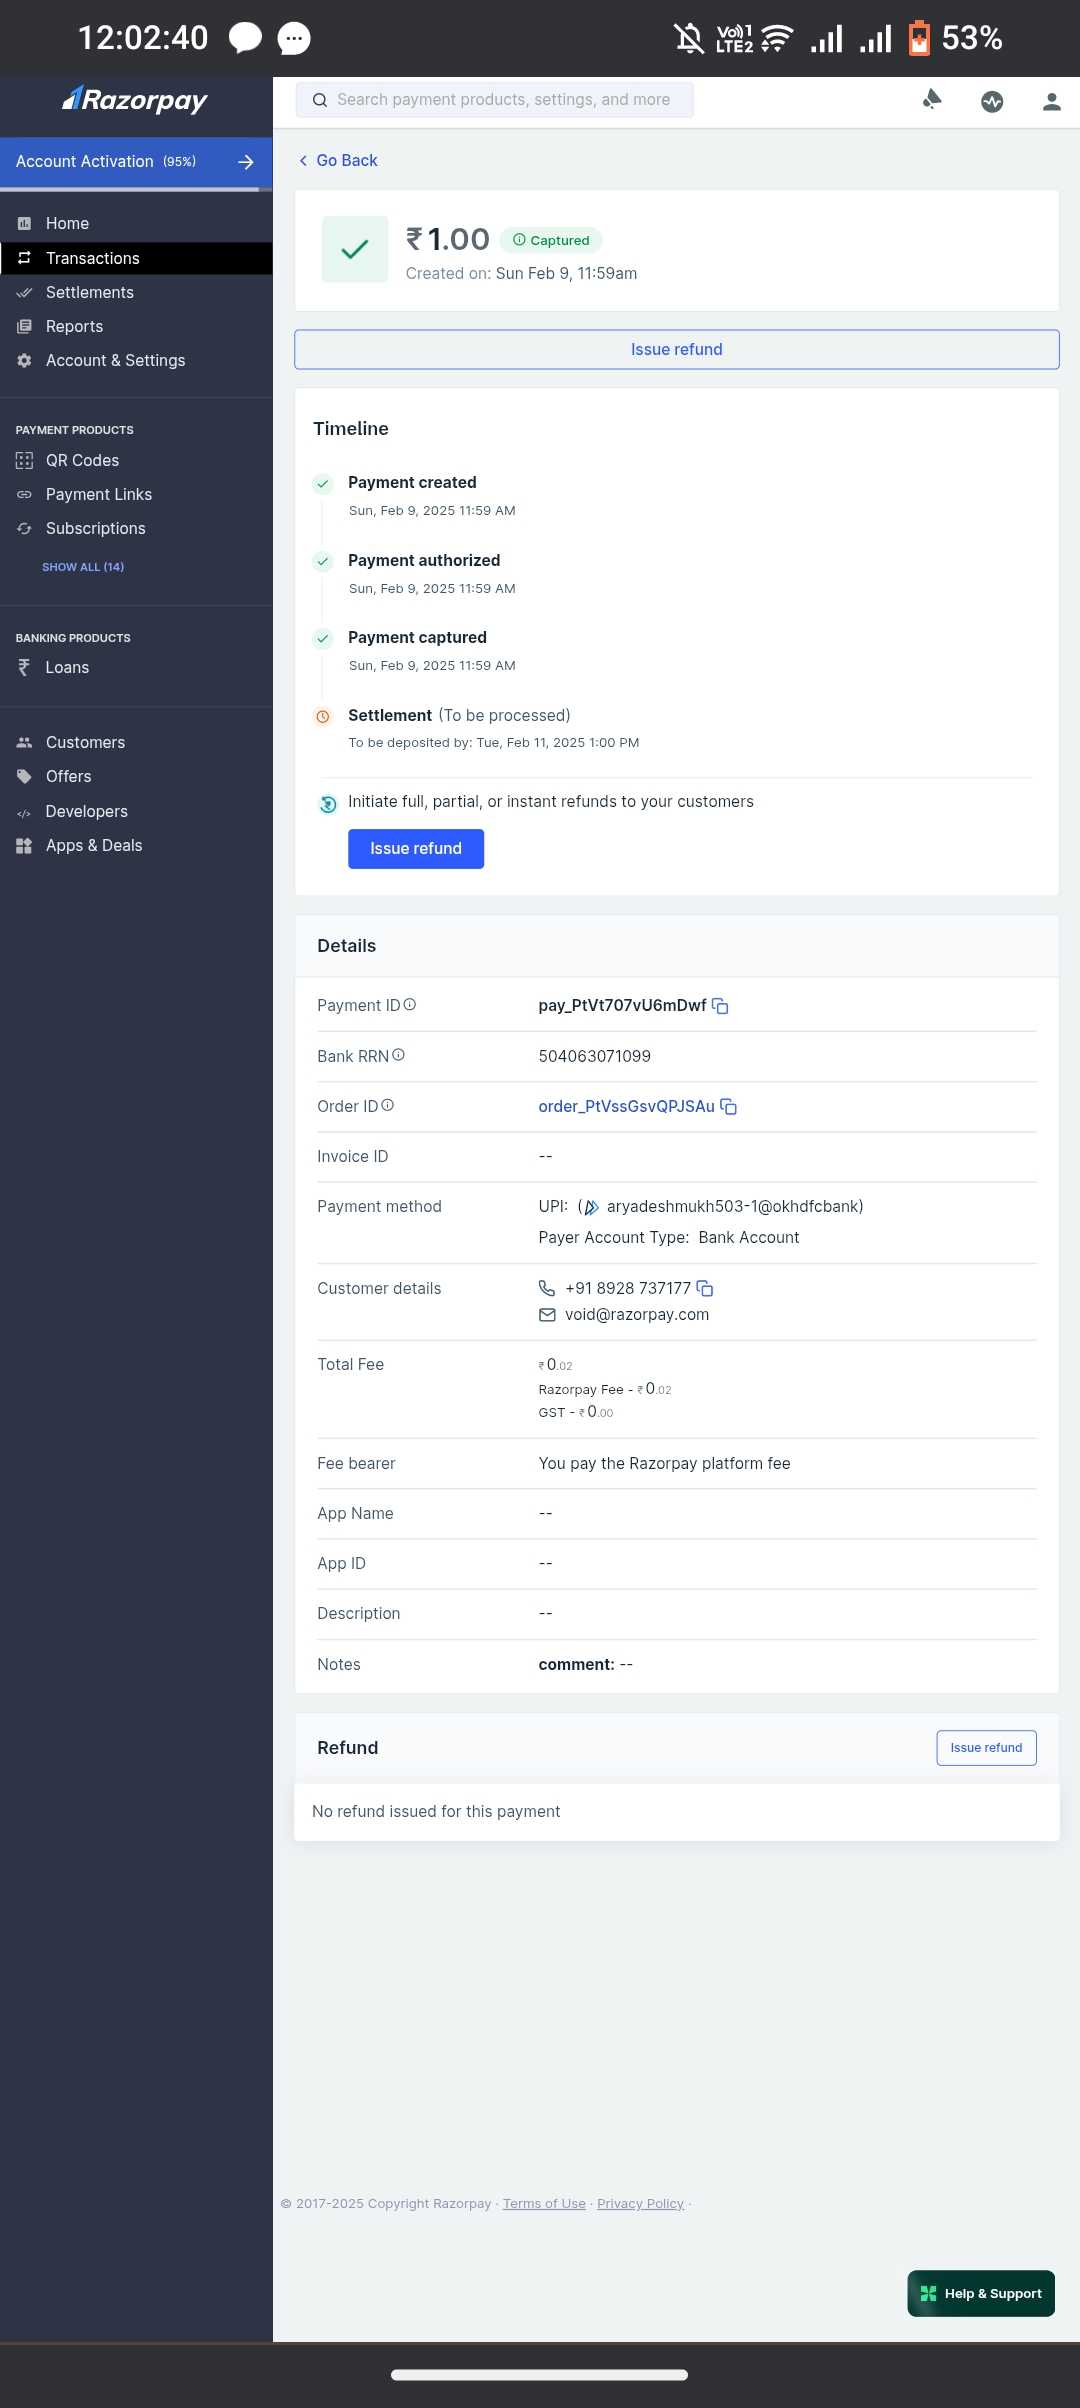 12:02:40
Vo))1 LTE2
53%
Razorpay
Search payment products, settings, and more
Account Activation (95%)
Home
Transactions
Settlements
Reports
Account & Settings
PAYMENT PRODUCTS
QR Codes
Payment Links
Subscriptions
SHOW ALL (14)
BANKING PRODUCTS
Loans
Customers
Offers
Developers
Apps & Deals
Go Back
₹1.00 Captured
Created on: Sun Feb 9, 11:59am
Issue refund
Timeline
Payment created
Sun, Feb 9, 2025 11:59 AM
Payment authorized
Sun, Feb 9, 2025 11:59 AM
Payment captured
Sun, Feb 9, 2025 11:59 AM
Settlement (To be processed)
To be deposited by: Tue, Feb 11, 2025 1:00 PM
Initiate full, partial, or instant refunds to your customers
Issue refund
Details
Payment ID pay_PtVt707vU6mDwf
Bank RRN 504063071099
Order ID order_PtVssGsvQPJSAu
Invoice ID --
Payment method UPI: ( aryadeshmukh503-1@okhdfcbank)
Payer Account Type: Bank Account
Customer details +91 8928 737177
void@razorpay.com
Total Fee ₹0.02
Razorpay Fee - ₹0.02
GST - ₹0.00
Fee bearer You pay the Razorpay platform fee
App Name --
App ID --
Description --
Notes comment: --
Refund Issue refund
No refund issued for this payment
© 2017-2025 Copyright Razorpay · Terms of Use · Privacy Policy ·
Help & Support